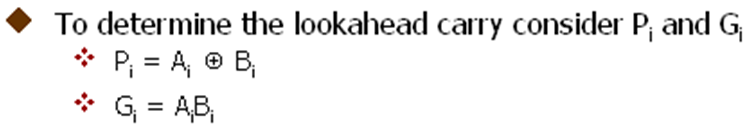 To determine the lookahead carry consider Pᵢ and Gᵢ
Pᵢ = Aᵢ ⊕ Bᵢ
Gᵢ = AᵢBᵢ